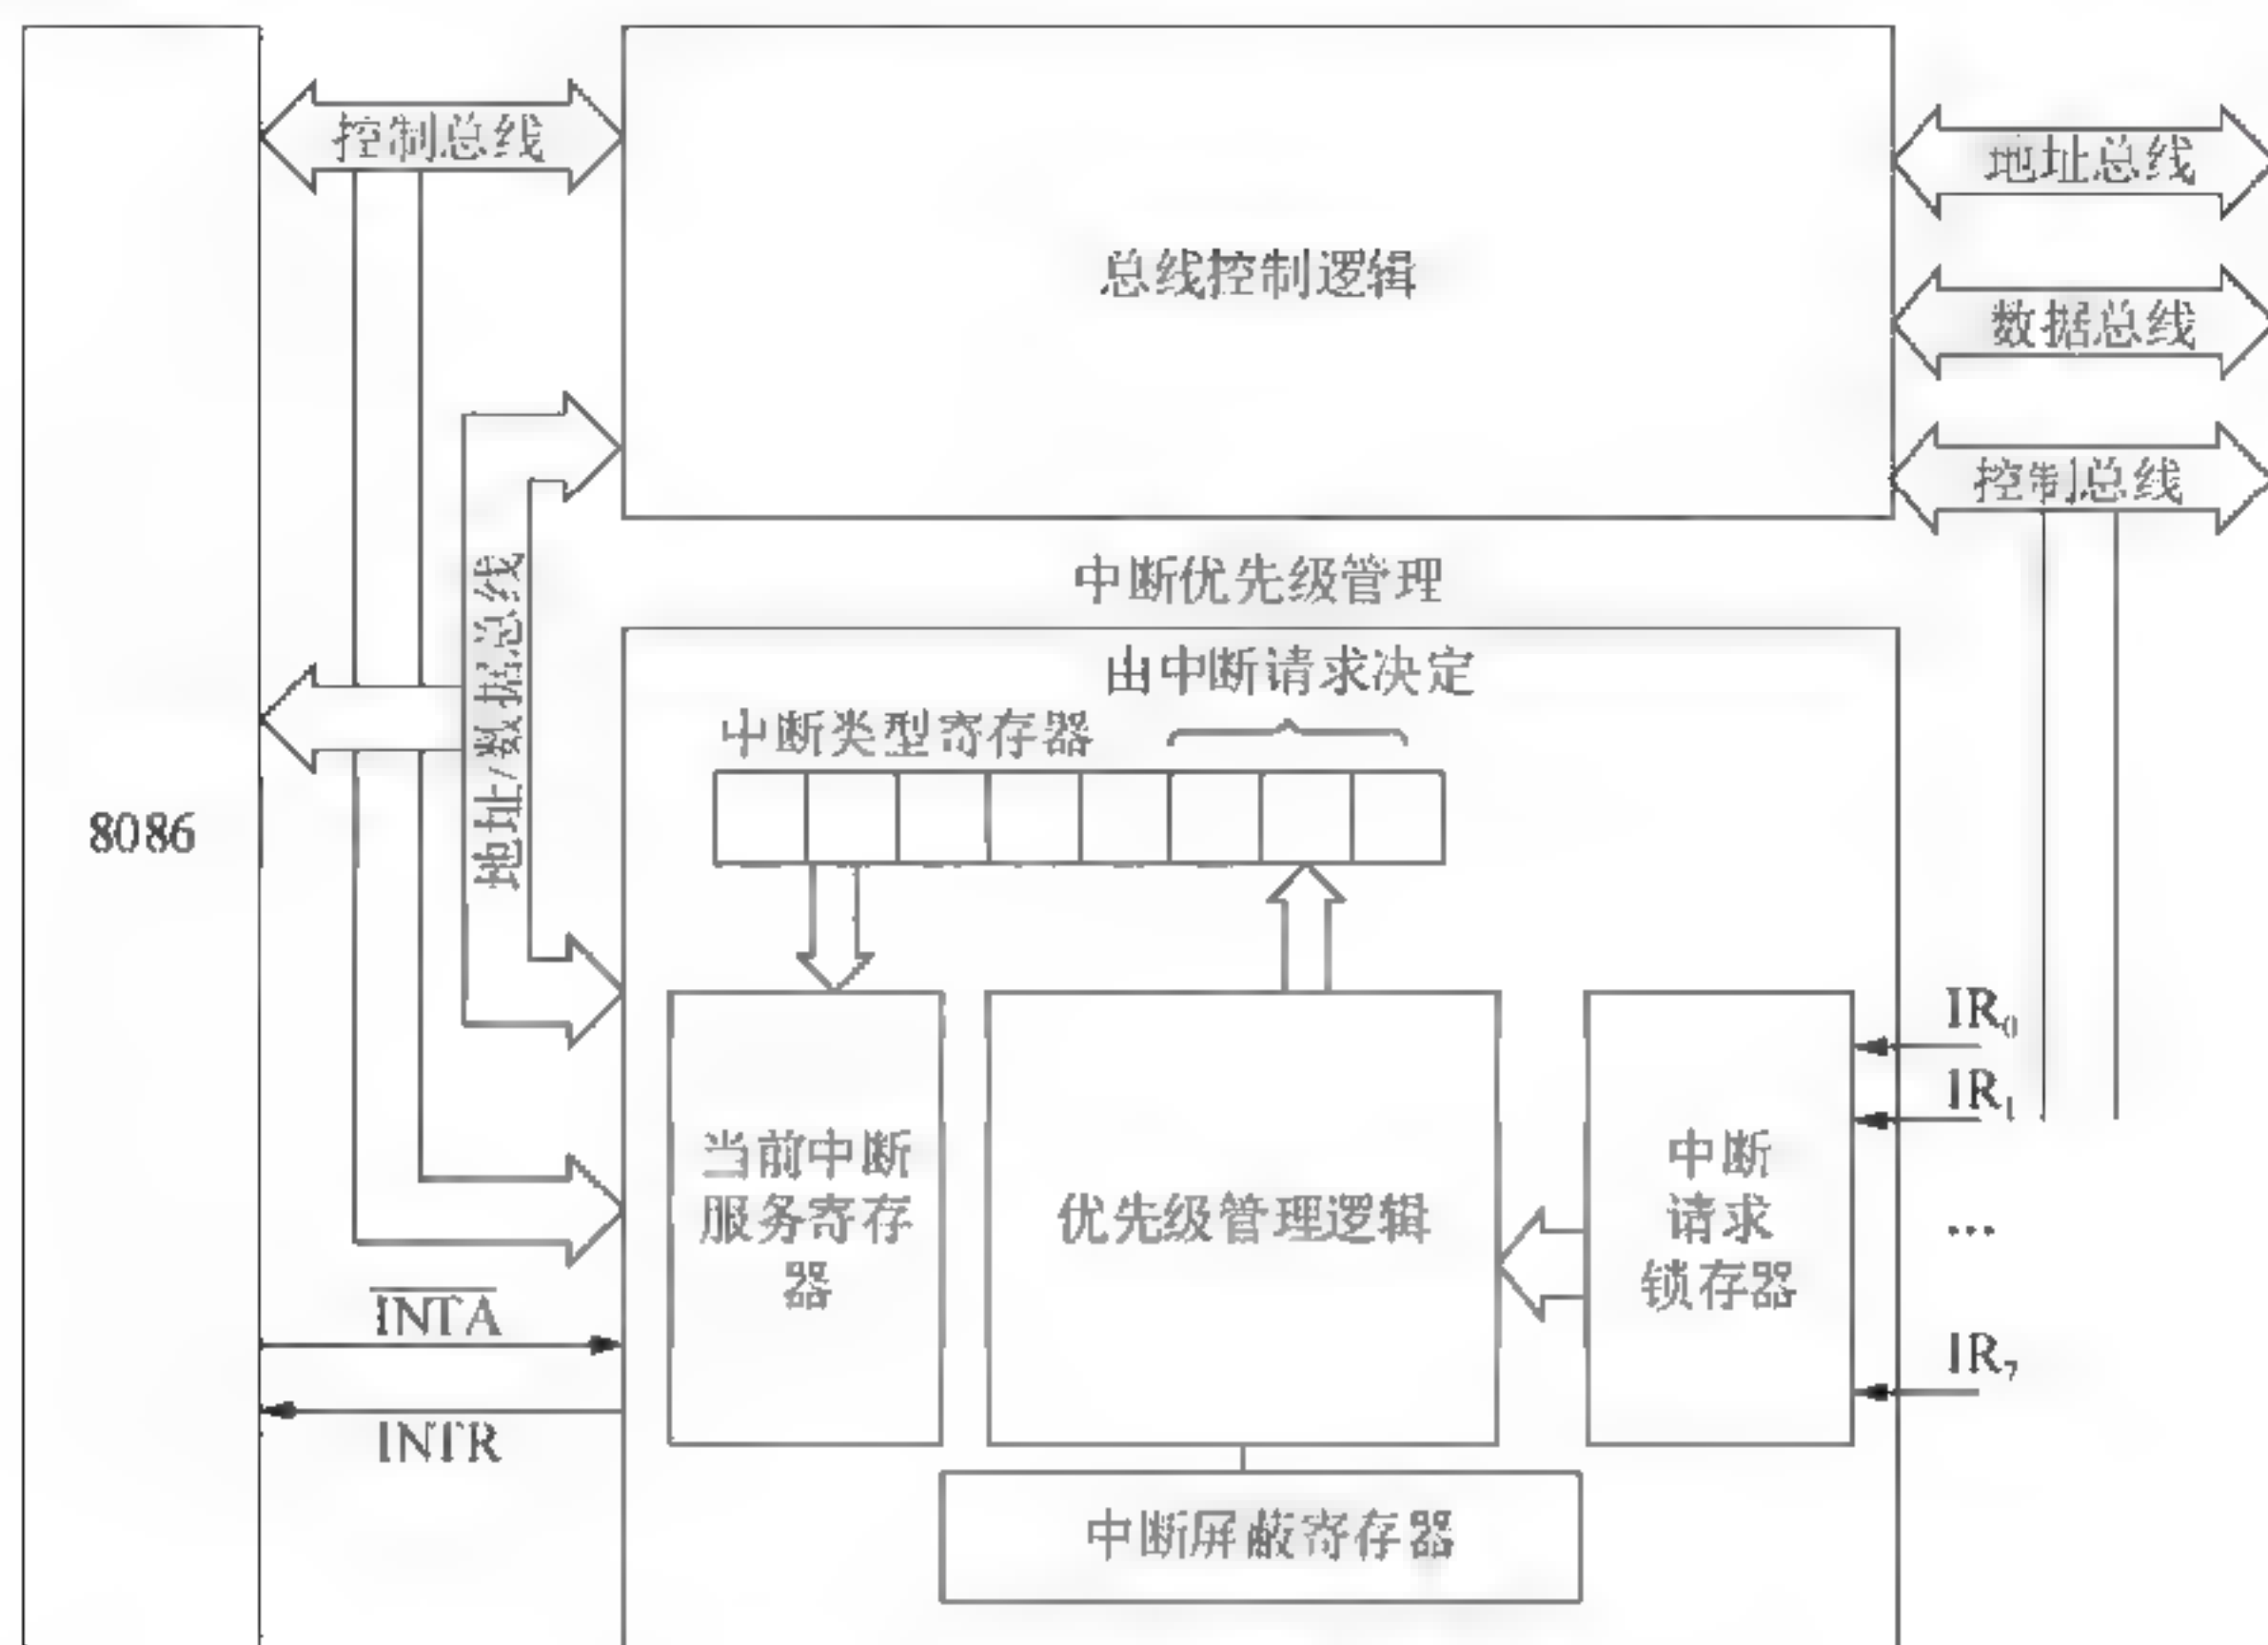 控制总线
地址总线
总线控制逻辑
数据总线
控制总线
中断优先级管理
地址/数据总线
由中断请求决定
中断类型寄存器
8086
IR₀
IR₁
当前中断
服务寄存
器
优先级管理逻辑
中断
请求
锁存器
...
INTA
IR₇
INTR
中断屏蔽寄存器